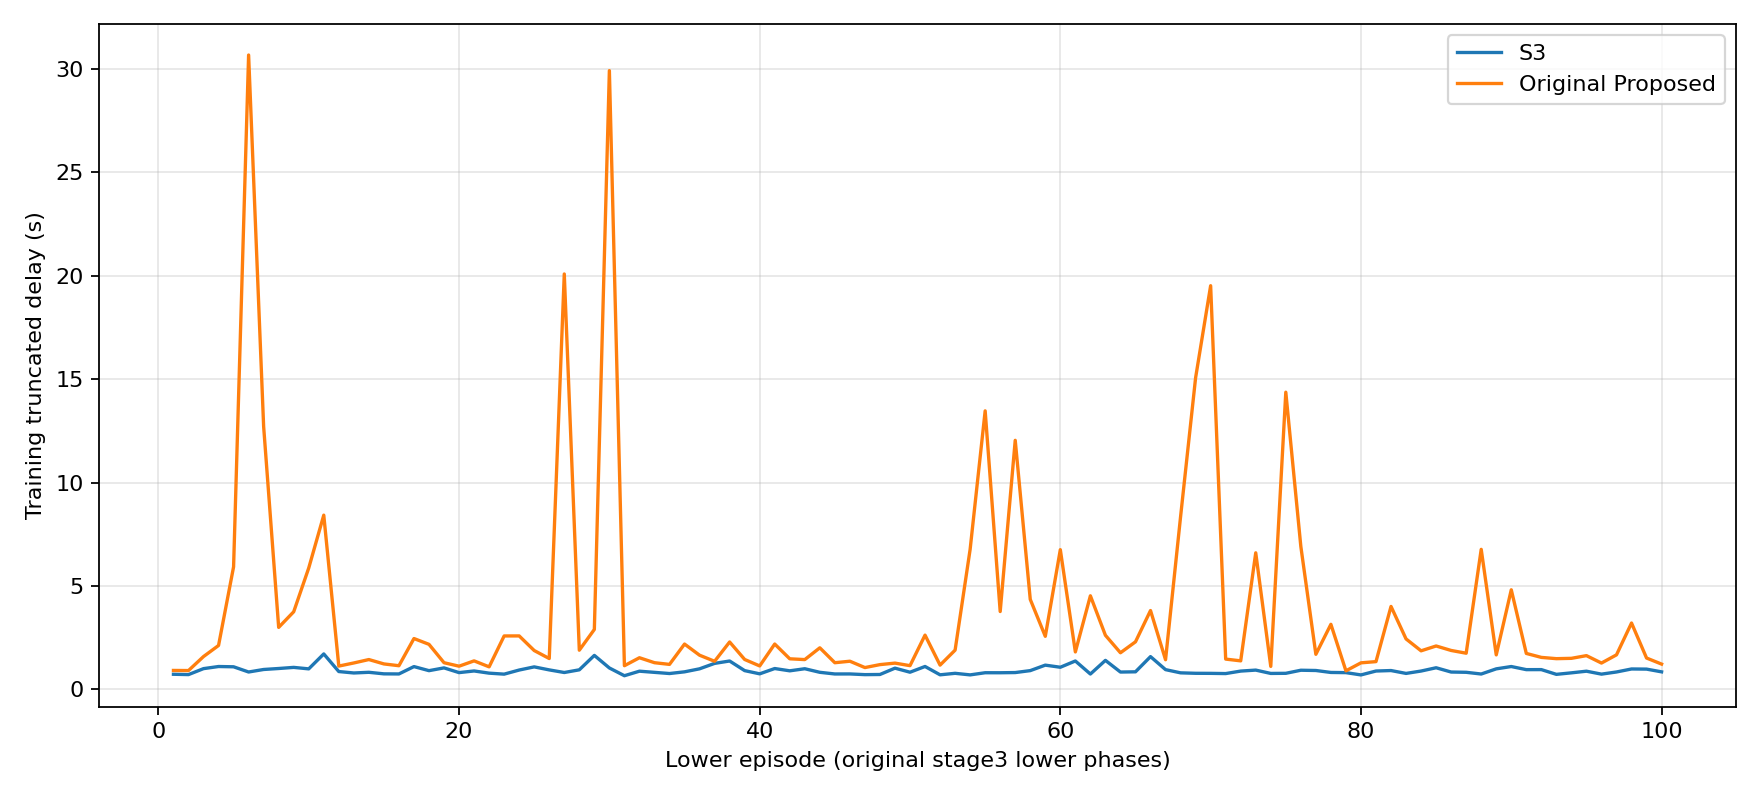 S3
Original Proposed
Training truncated delay (s)
30
25
20
15
10
5
0
0 20 40 60 80 100
Lower episode (original stage3 lower phases)